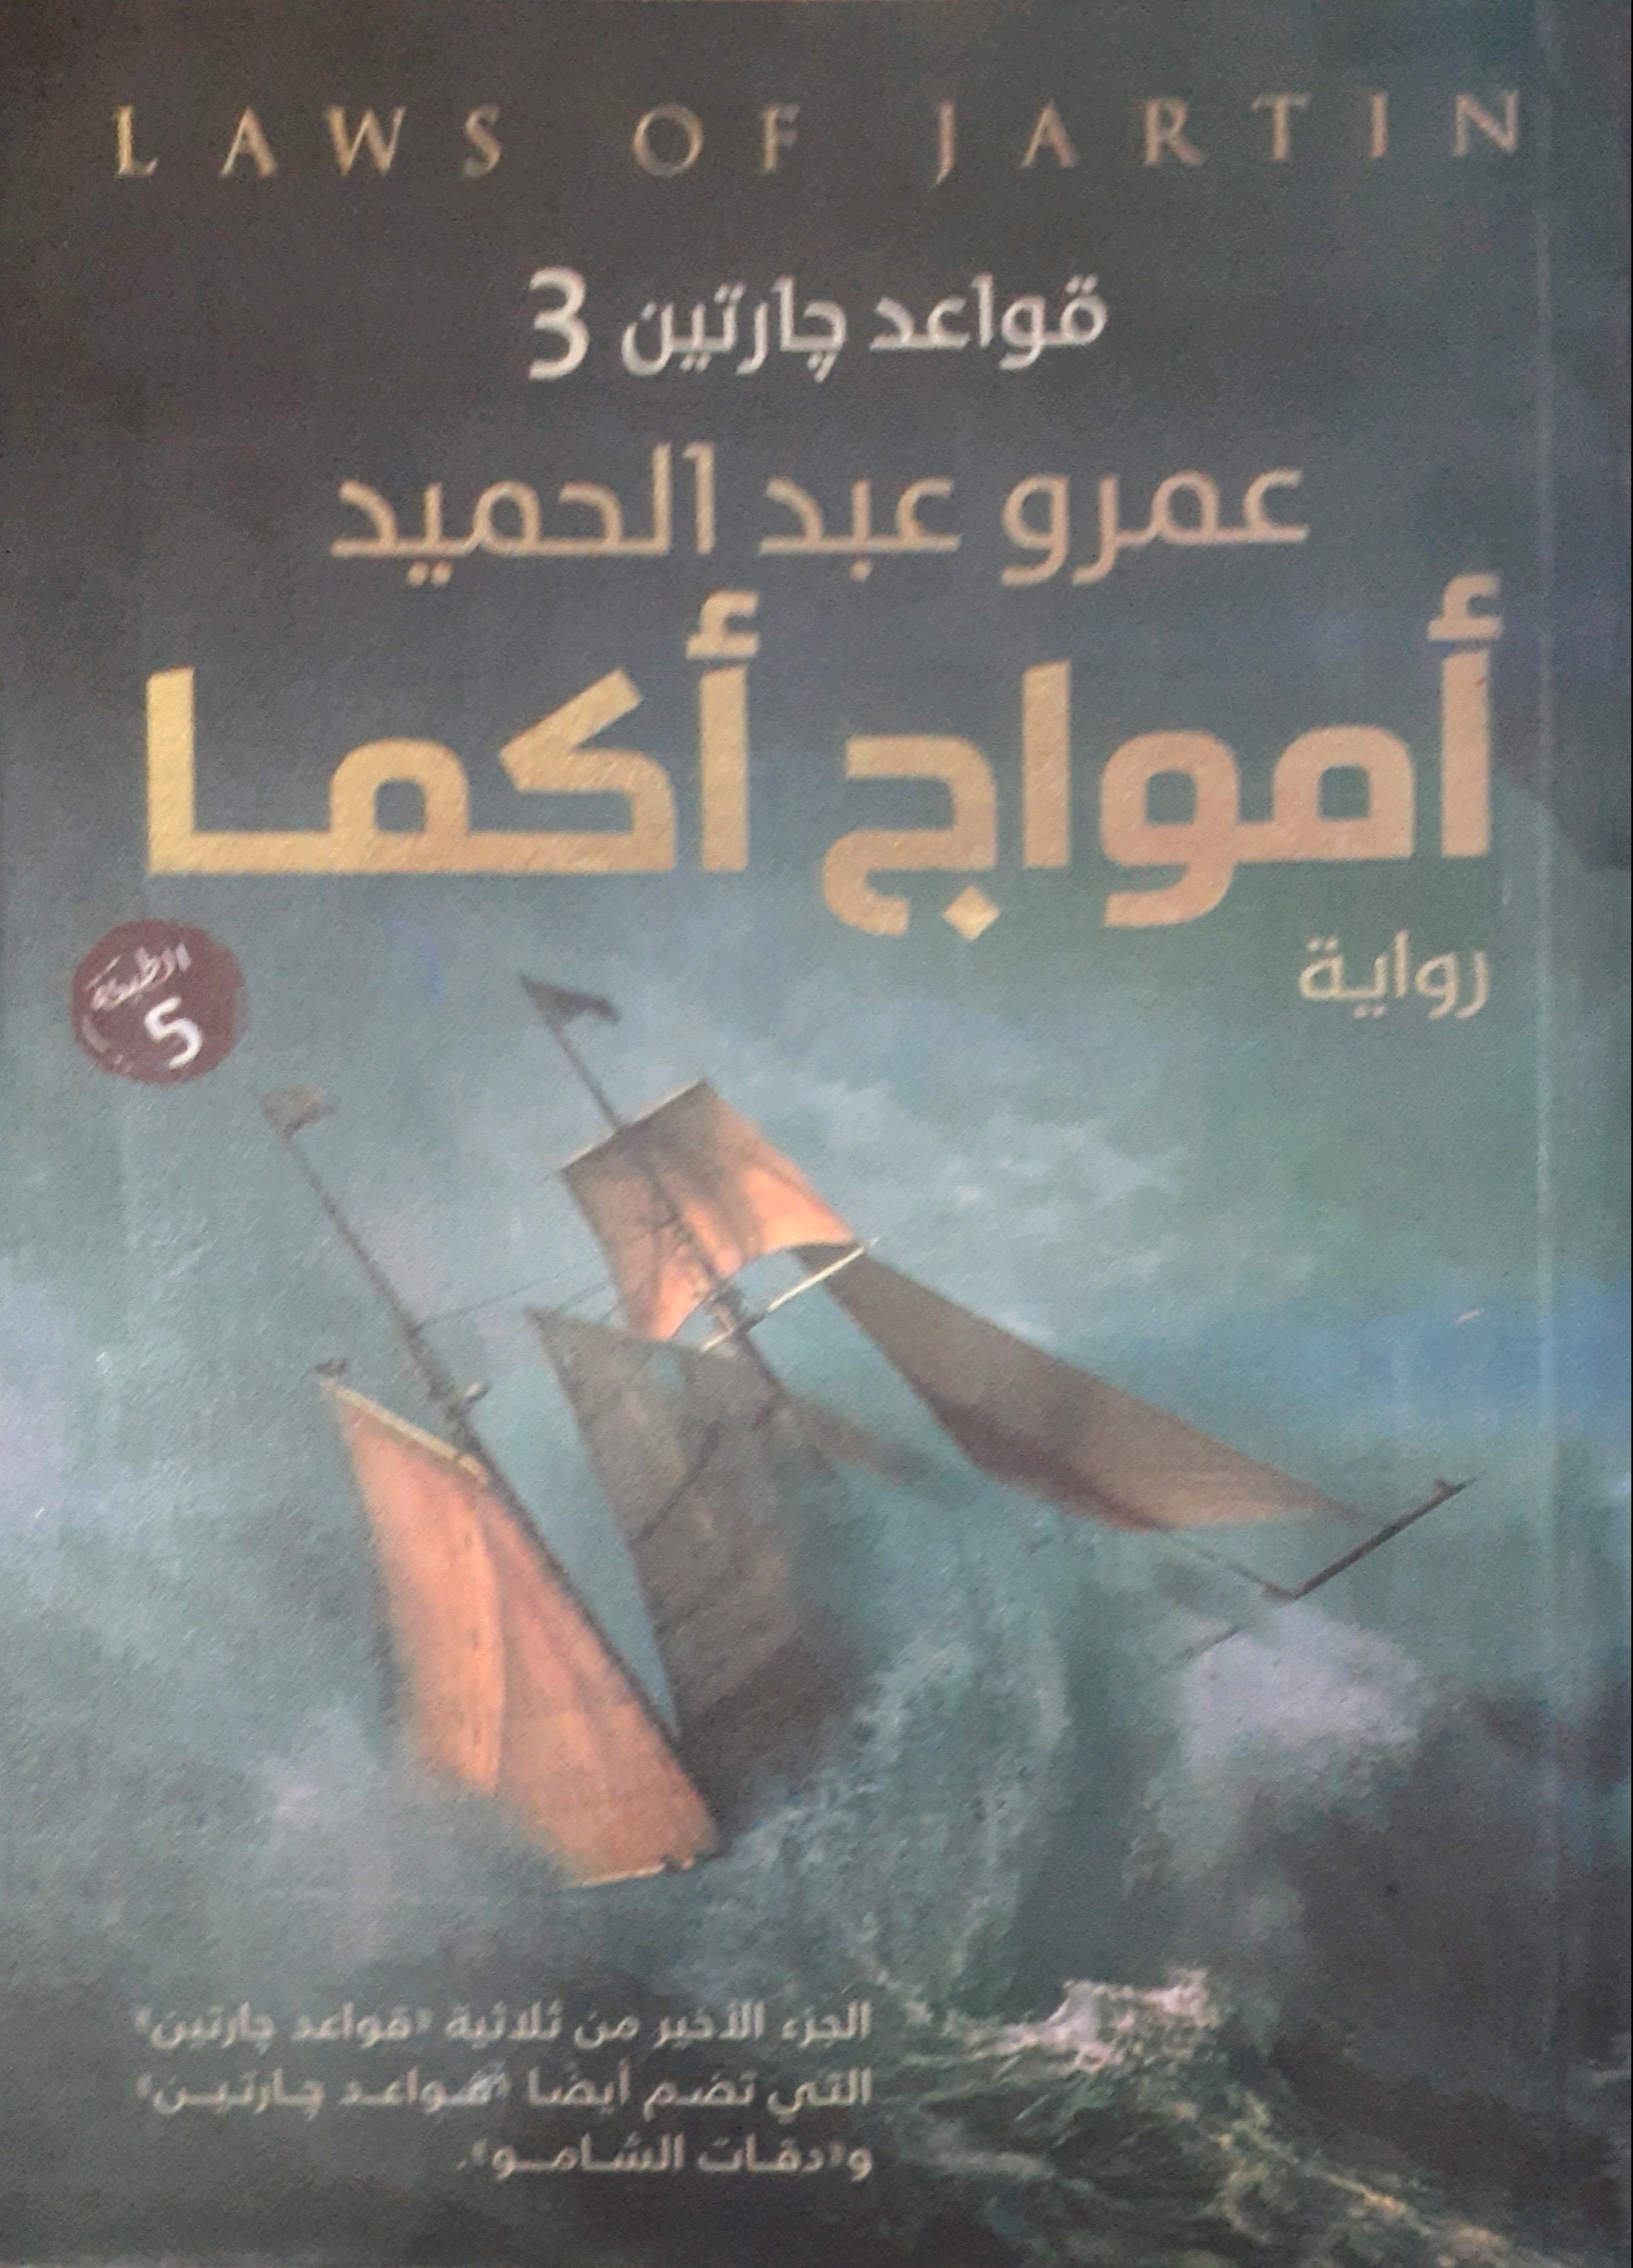 LAWS OF JARTIN
قواعد چارتين 3
عمرو عبد الحميد
أمواج أكما
رواية
الطبعة
5
الجزء الأخير من ثلاثية «قواعد چارتين»
التي تضم أيضا «قواعد چارتين»
و«دقات الشامو».